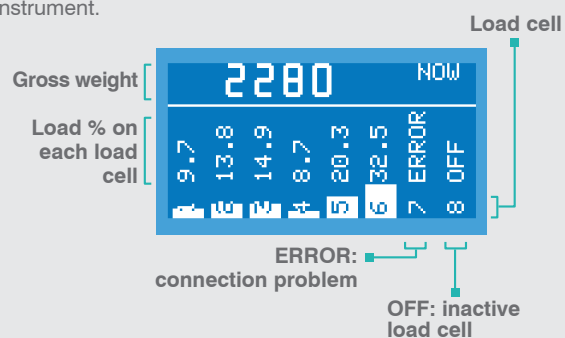 nstrument.
Load cell
Gross weight
2280 NOW
Load % on
each load
cell
1 9.7
13.8
14.9
4 8.7
5 20.3
6 32.5
7 ERROR
8 OFF
ERROR:
connection problem
OFF: inactive
load cell